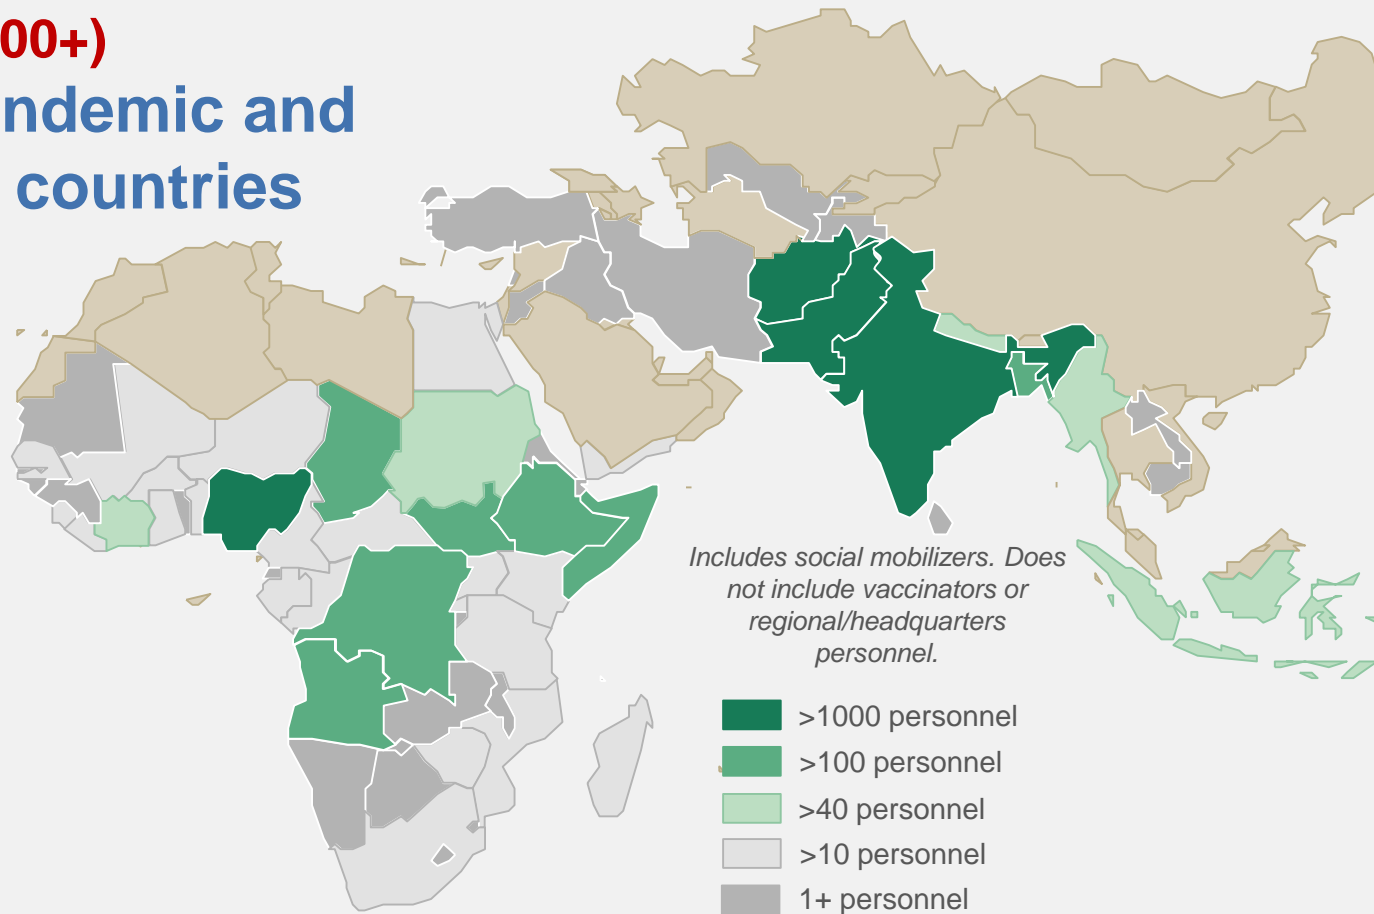 00+)
ndemic and
countries
Includes social mobilizers. Does
not include vaccinators or
regional/headquarters
personnel.
>1000 personnel
>100 personnel
>40 personnel
>10 personnel
1+ personnel